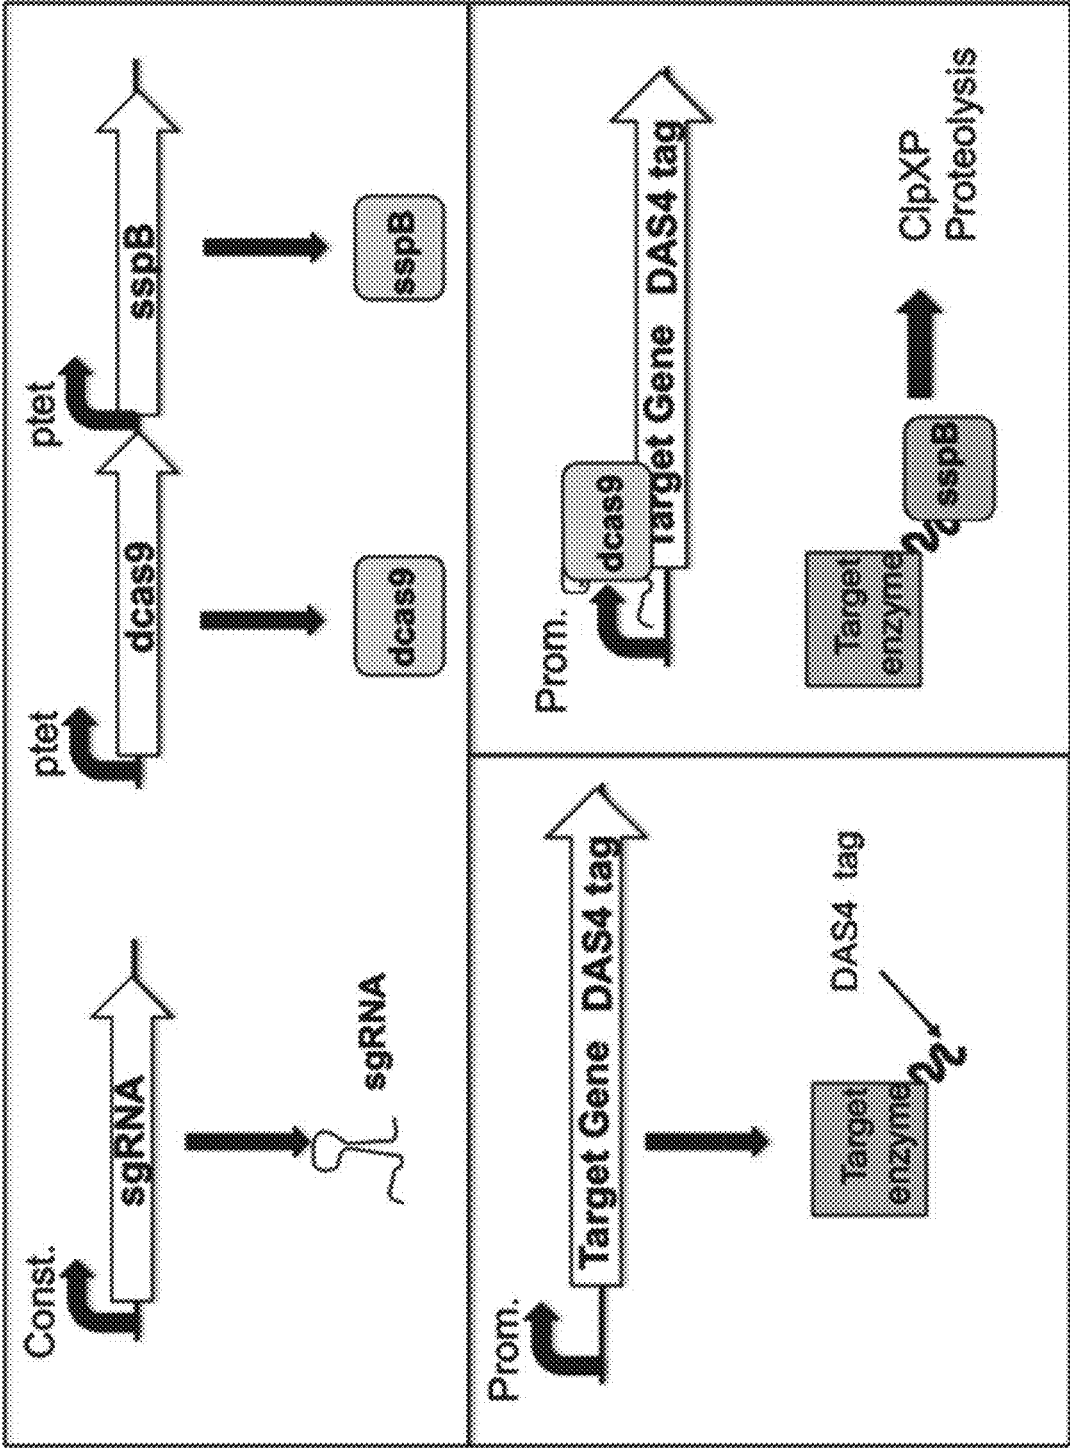 Const.
sgRNA
sgRNA
ptet
dcas9
dcas9
ptet
sspB
sspB
Prom.
Target Gene DAS4 tag
Target
enzyme
DAS4 tag
Prom.
dcas9
Target Gene DAS4 tag
Target
enzyme
sspB
ClpXP
Proteolysis